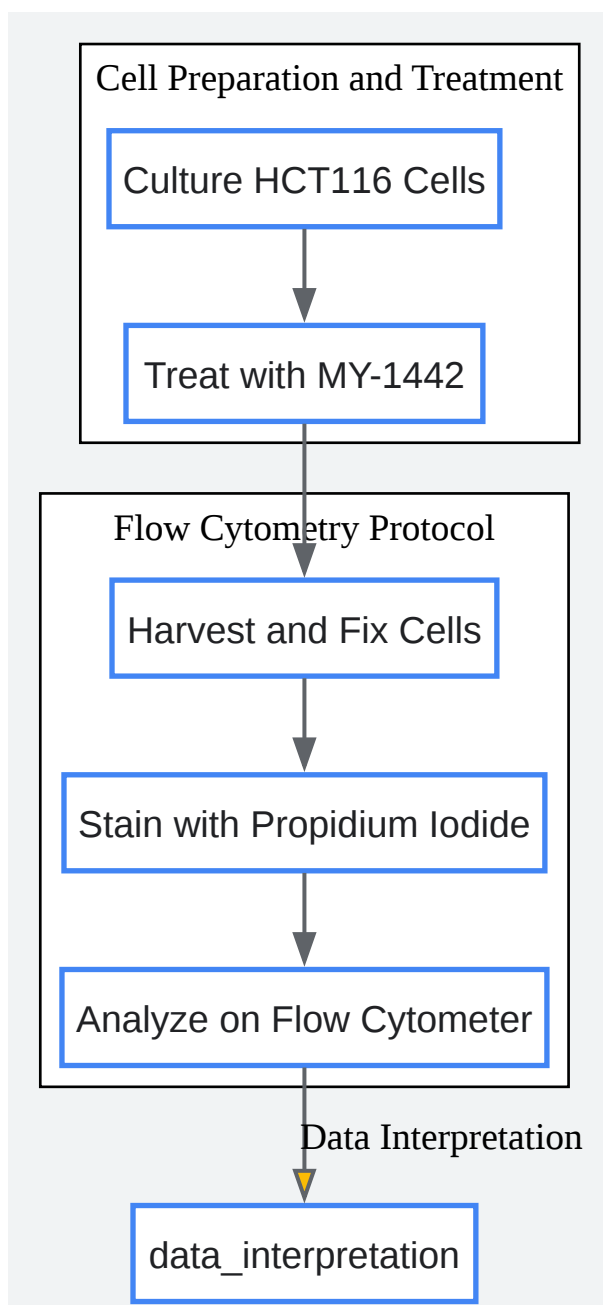 Cell Preparation and Treatment
Culture HCT116 Cells
Treat with MY-1442
Flow Cytometry Protocol
Harvest and Fix Cells
Stain with Propidium Iodide
Analyze on Flow Cytometer
Data Interpretation
data_interpretation